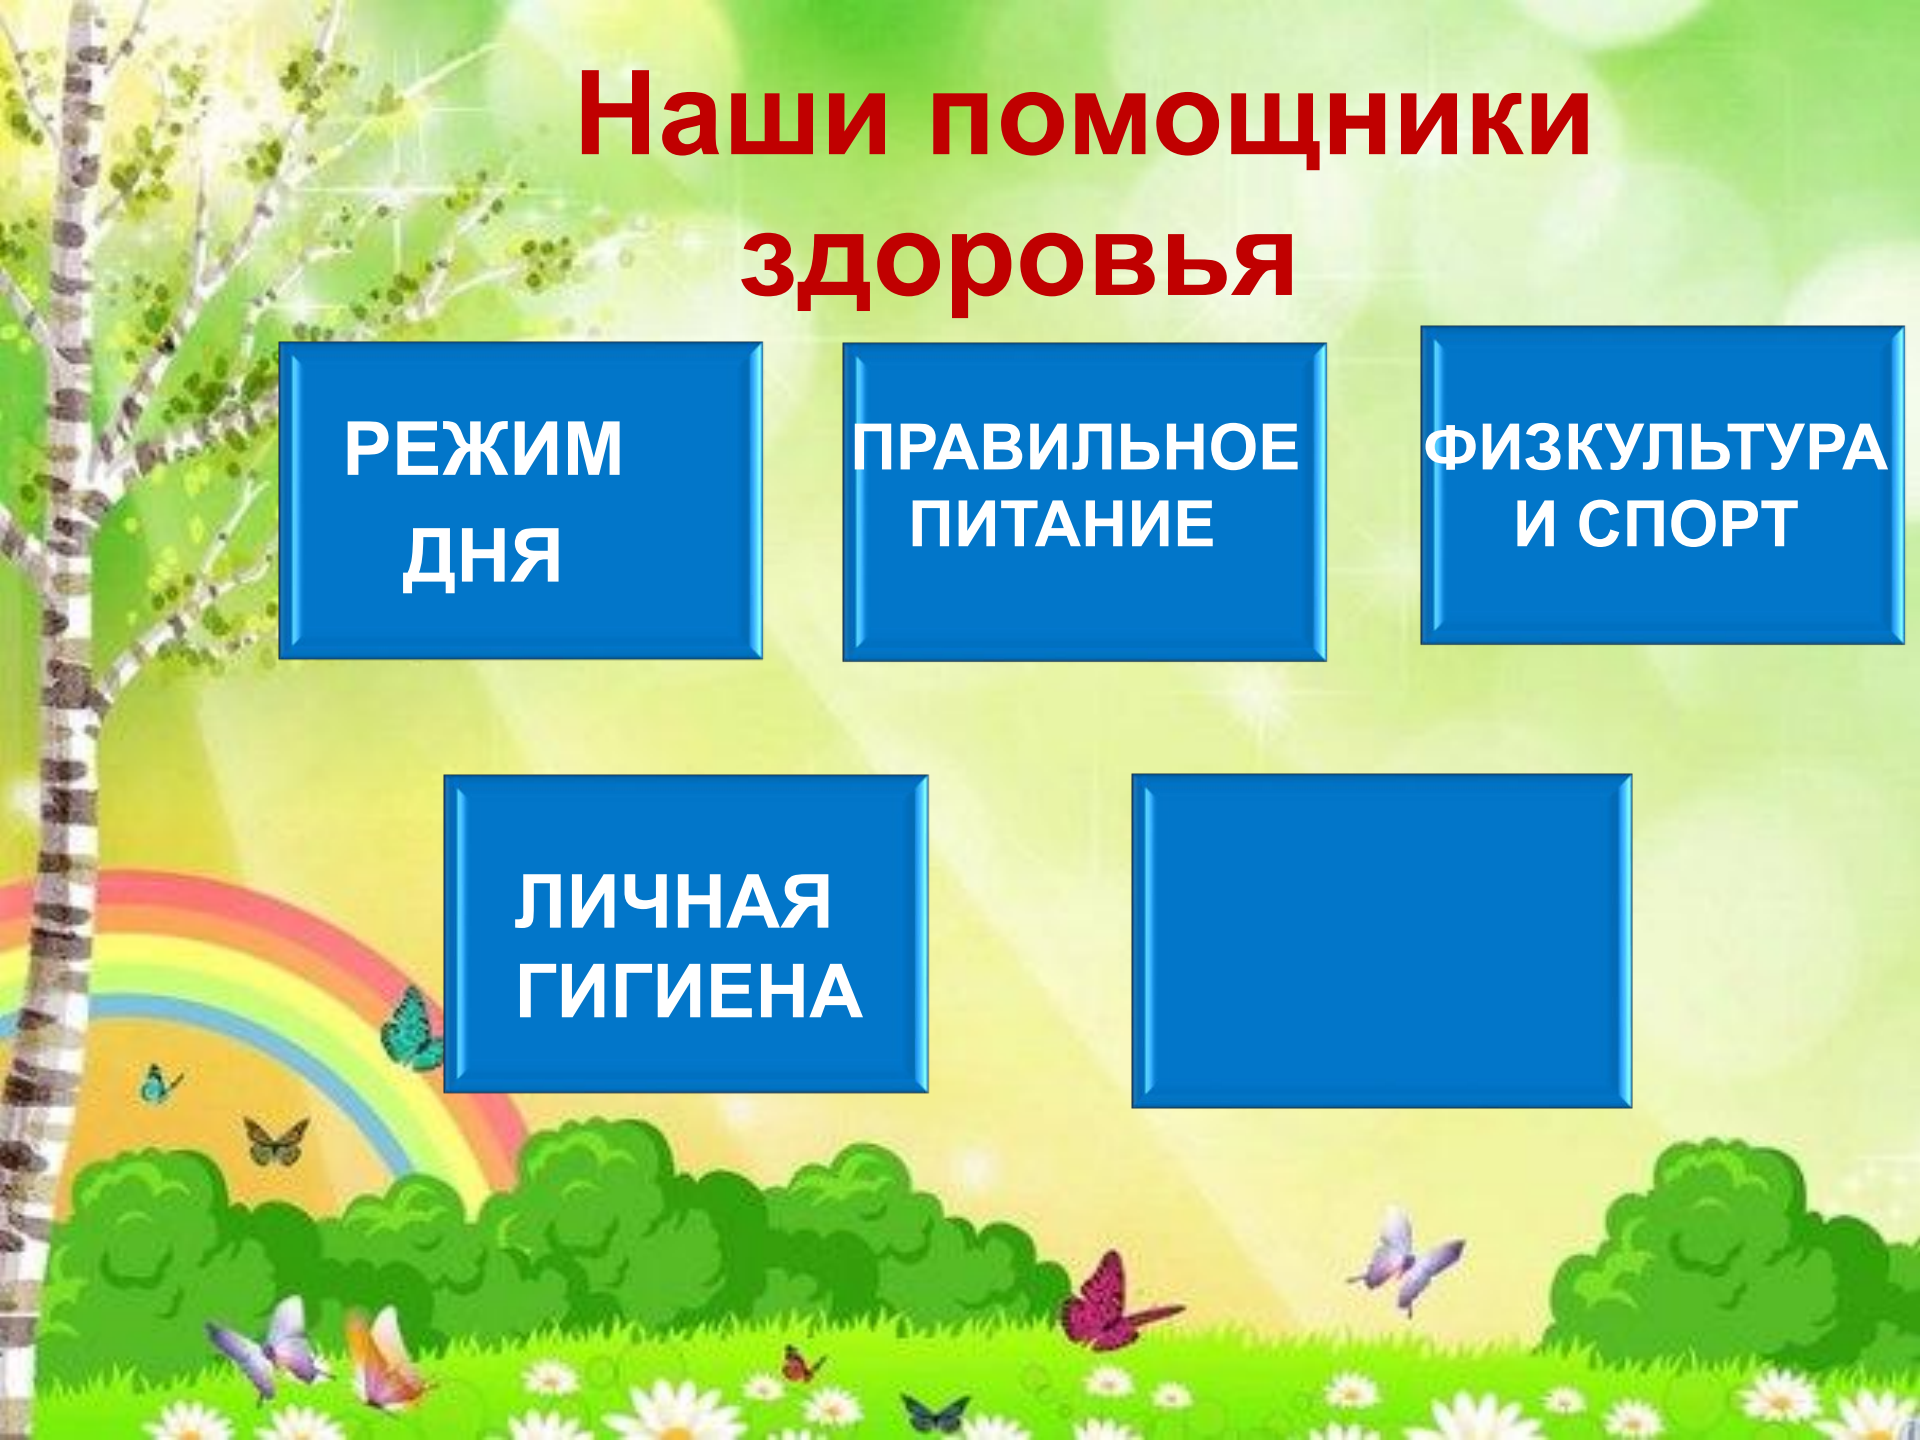 Наши помощники
здоровья
РЕЖИМ
ДНЯ
ПРАВИЛЬНОЕ
ПИТАНИЕ
ФИЗКУЛЬТУРА
И СПОРТ
ЛИЧНАЯ
ГИГИЕНА